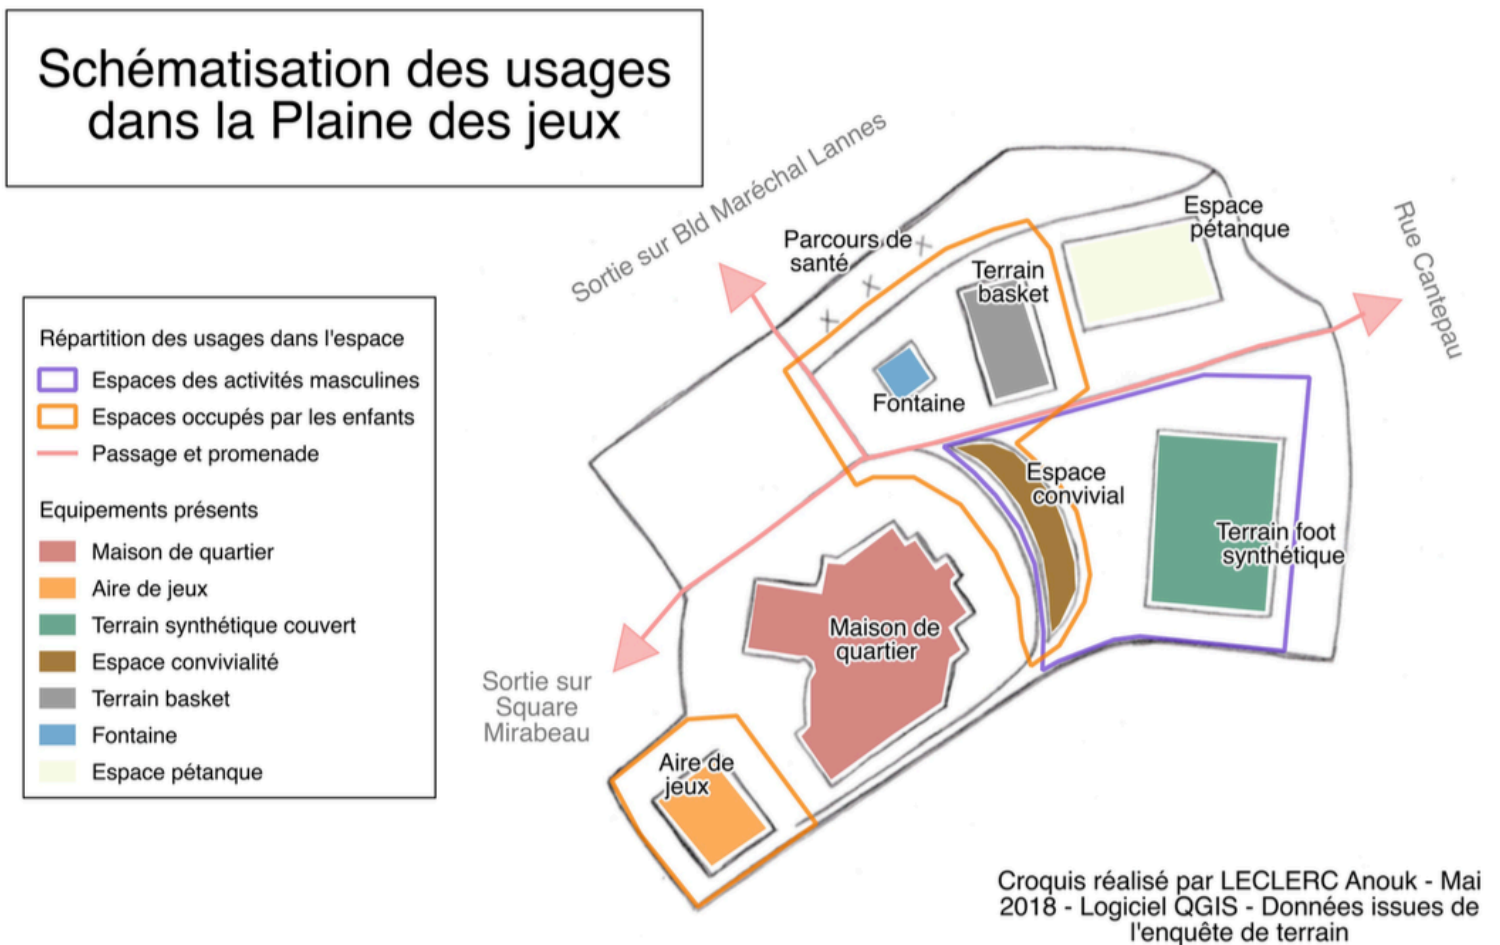 Schématisation des usages
dans la Plaine des jeux
Répartition des usages dans l'espace
Espaces des activités masculines
Espaces occupés par les enfants
Passage et promenade
Equipements présents
Maison de quartier
Aire de jeux
Terrain synthétique couvert
Espace convivialité
Terrain basket
Fontaine
Espace pétanque
Sortie sur Bld Maréchal Lannes
Parcours de
santé
Terrain
basket
Espace
pétanque
Rue Cantepau
Fontaine
Espace
convivial
Terrain foot
synthétique
Maison de
quartier
Sortie sur
Square
Mirabeau
Aire de
jeux
Croquis réalisé par LECLERC Anouk - Mai
2018 - Logiciel QGIS - Données issues de
l'enquête de terrain